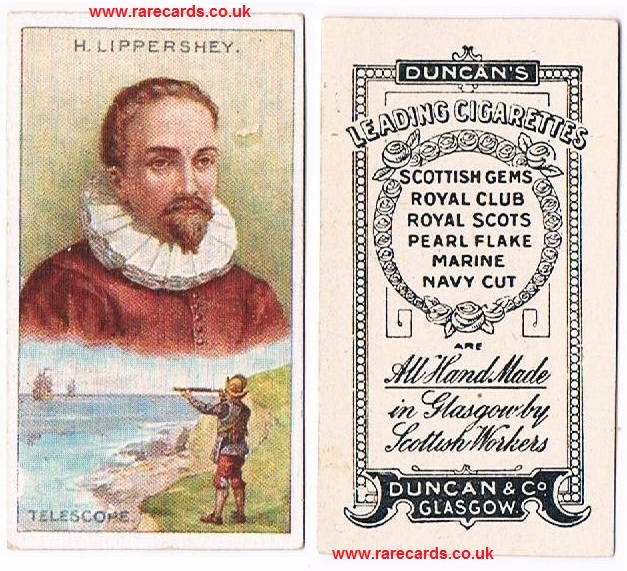 www.rarecards.co.uk
H. LIPPERSHEY.
TELESCOPE.
DUNCAN'S
LEADING CIGARETTES
SCOTTISH GEMS
ROYAL CLUB
ROYAL SCOTS
PEARL FLAKE
MARINE
NAVY CUT
ARE
All Hand Made
in Glasgow by
Scottish Workers
DUNCAN & Co
GLASGOW.
www.rarecards.co.uk